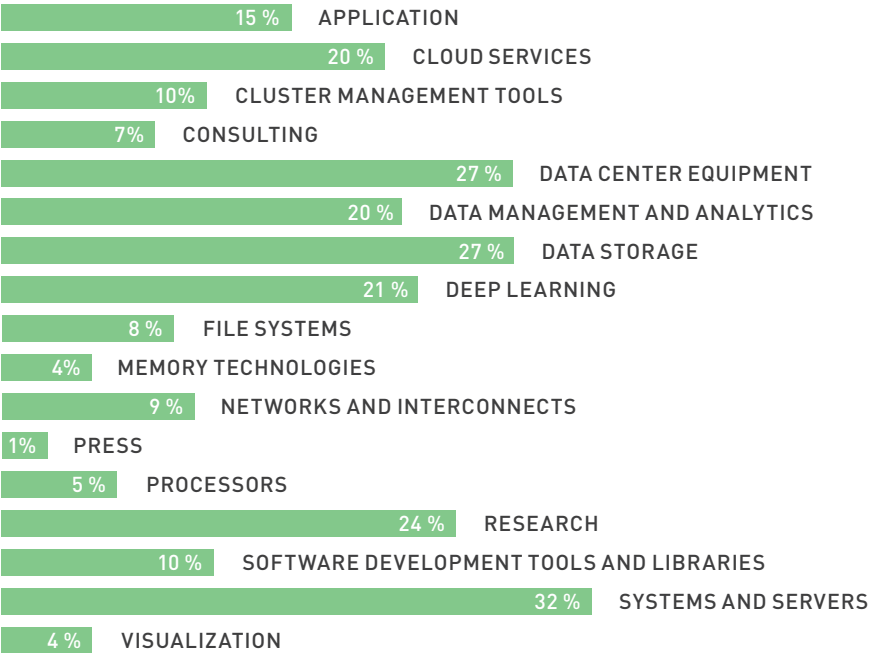 15 % APPLICATION
20 % CLOUD SERVICES
10% CLUSTER MANAGEMENT TOOLS
7% CONSULTING
27 % DATA CENTER EQUIPMENT
20 % DATA MANAGEMENT AND ANALYTICS
27 % DATA STORAGE
21 % DEEP LEARNING
8 % FILE SYSTEMS
4% MEMORY TECHNOLOGIES
9 % NETWORKS AND INTERCONNECTS
1% PRESS
5 % PROCESSORS
24 % RESEARCH
10 % SOFTWARE DEVELOPMENT TOOLS AND LIBRARIES
32 % SYSTEMS AND SERVERS
4 % VISUALIZATION